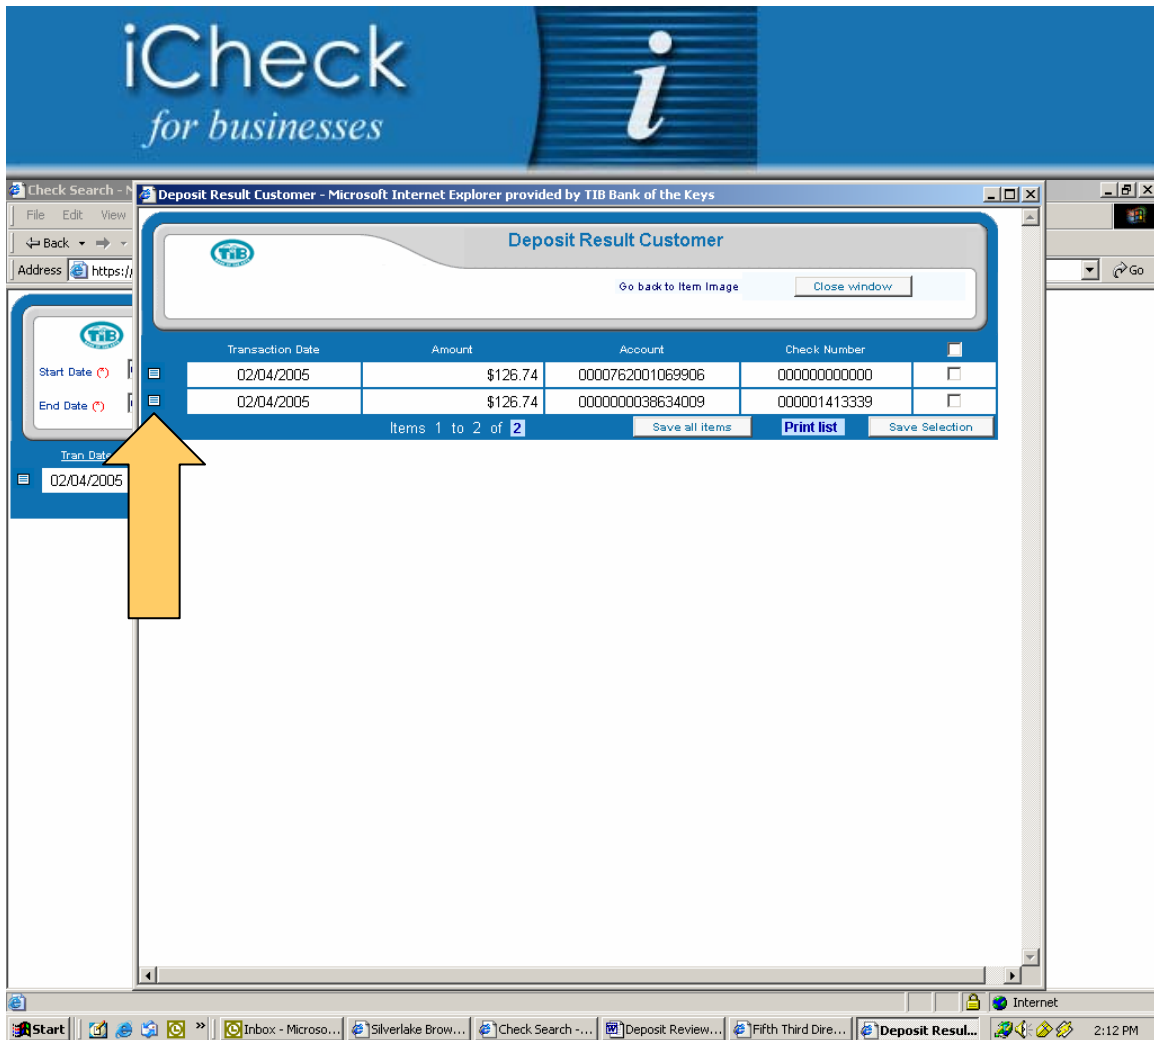 iCheck
i
for businesses
Check Search - M
Deposit Result Customer - Microsoft Internet Explorer provided by TIB Bank of the Keys
File Edit View
Back
Address https:// Go
TIB
Deposit Result Customer
Go back to Item Image Close window
TIB
Start Date (*)
End Date (*)
Transaction Date Amount Account Check Number
02/04/2005 $126.74 0000762001069906 000000000000
02/04/2005 $126.74 0000000038634009 000001413339
Items 1 to 2 of 2 Save all items Print list Save Selection
Tran Date
02/04/2005
Internet
Start » Inbox - Microso... Silverlake Brow... Check Search -... Deposit Review... Fifth Third Dire... Deposit Resul... 2:12 PM